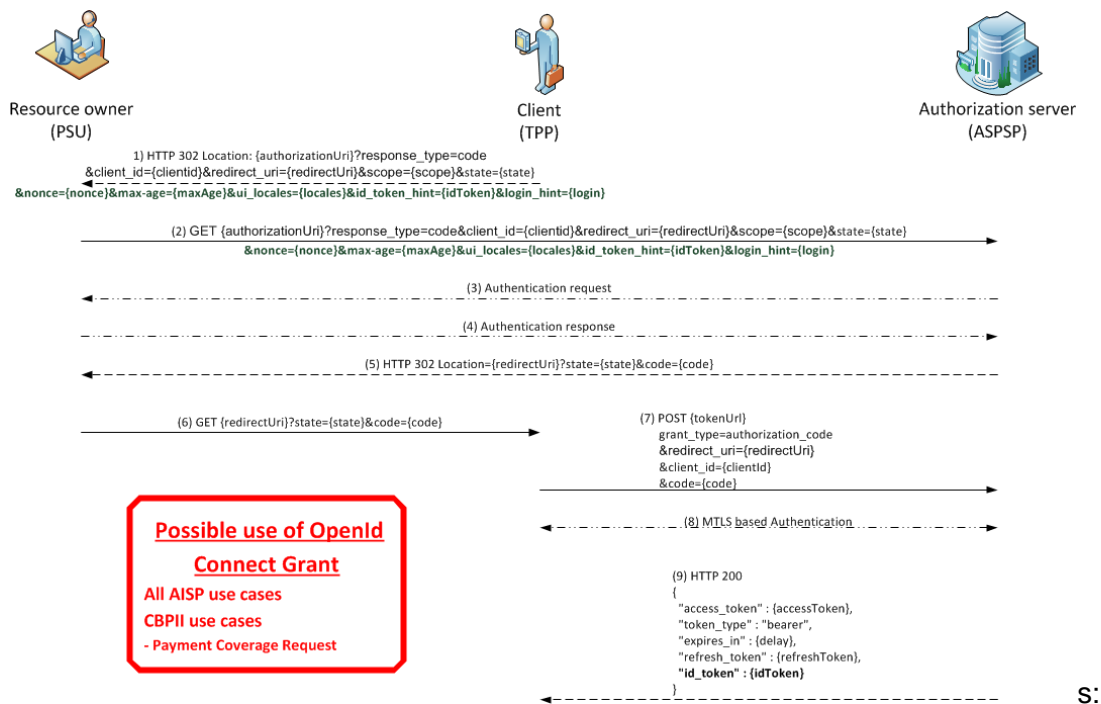 Resource owner
(PSU)
Client
(TPP)
Authorization server
(ASPSP)
1) HTTP 302 Location: {authorizationUri}?response_type=code
&client_id={clientid}&redirect_uri={redirectUri}&scope={scope}&state={state}
&nonce={nonce}&max-age={maxAge}&ui_locales={locales}&id_token_hint={idToken}&login_hint={login}
(2) GET {authorizationUri}?response_type=code&client_id={clientid}&redirect_uri={redirectUri}&scope={scope}&state={state}
&nonce={nonce}&max-age={maxAge}&ui_locales={locales}&id_token_hint={idToken}&login_hint={login}
(3) Authentication request
(4) Authentication response
(5) HTTP 302 Location={redirectUri}?state={state}&code={code}
(6) GET {redirectUri}?state={state}&code={code}
(7) POST {tokenUrl}
grant_type=authorization_code
&redirect_uri={redirectUri}
&client_id={clientId}
&code={code}
(8) MTLS based Authentication
Possible use of OpenId
Connect Grant
All AISP use cases
CBPII use cases
- Payment Coverage Request
(9) HTTP 200
{
"access_token" : {accessToken},
"token_type" : "bearer",
"expires_in" : {delay},
"refresh_token" : {refreshToken},
"id_token" : {idToken}
}
s: